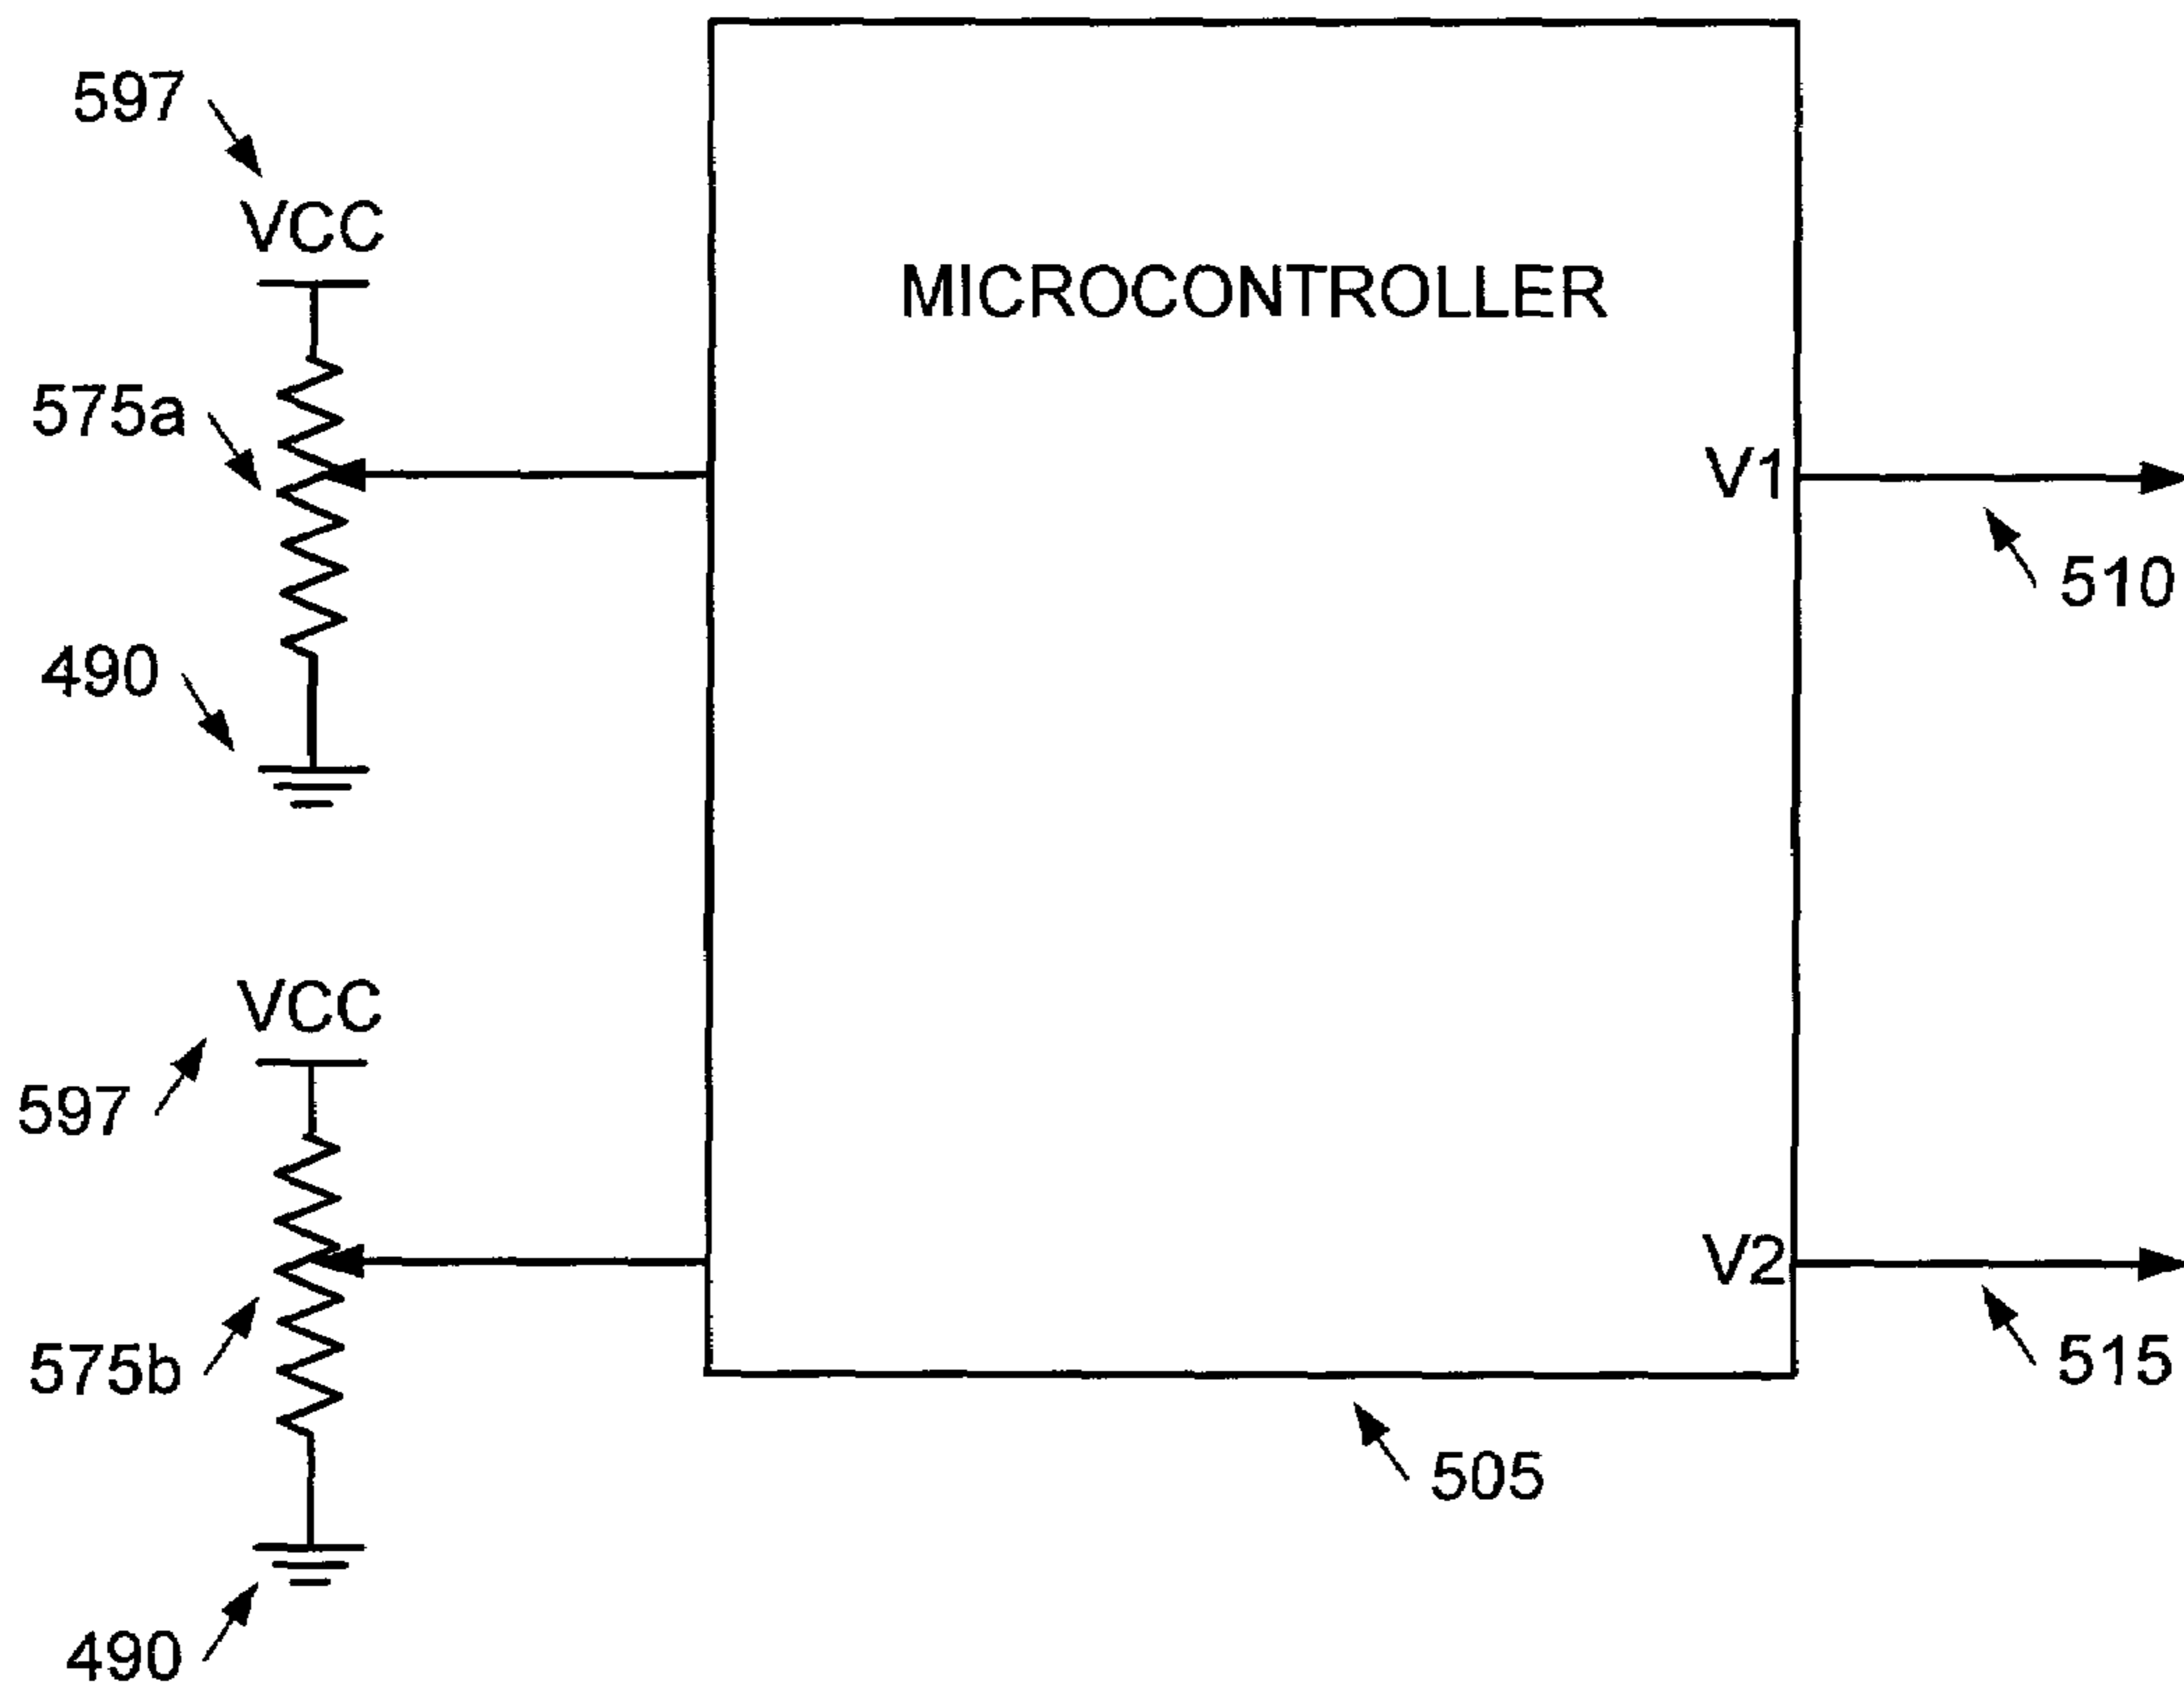 597
VCC
MICROCONTROLLER
575a
V1
510
490
VCC
597
V2
575b
515
505
490